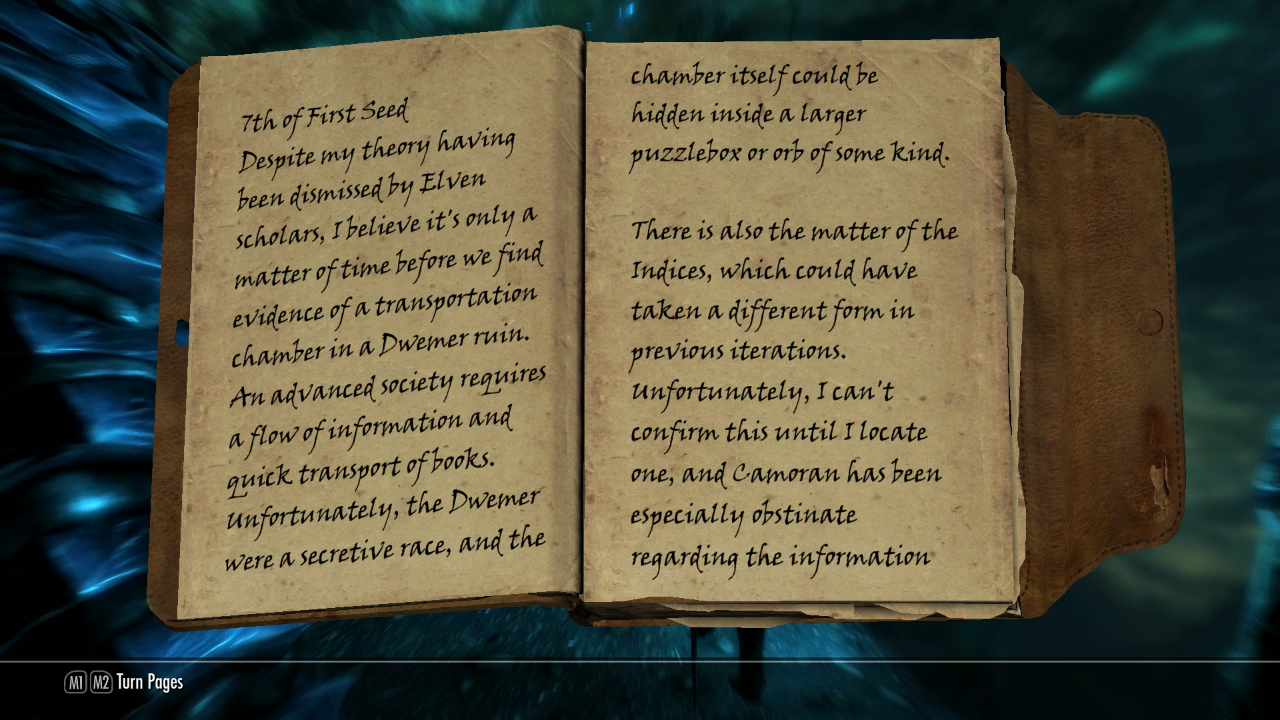 7th of First Seed
Despite my theory having
been dismissed by Elven
scholars, I believe it's only a
matter of time before we find
evidence of a transportation
chamber in a Dwemer ruin.
An advanced society requires
a flow of information and
quick transport of books.
Unfortunately, the Dwemer
were a secretive race, and the
chamber itself could be
hidden inside a larger
puzzlebox or orb of some kind.
There is also the matter of the
Indices, which could have
taken a different form in
previous iterations.
Unfortunately, I can't
confirm this until I locate
one, and Camoran has been
especially obstinate
regarding the information
M1 M2 Turn Pages